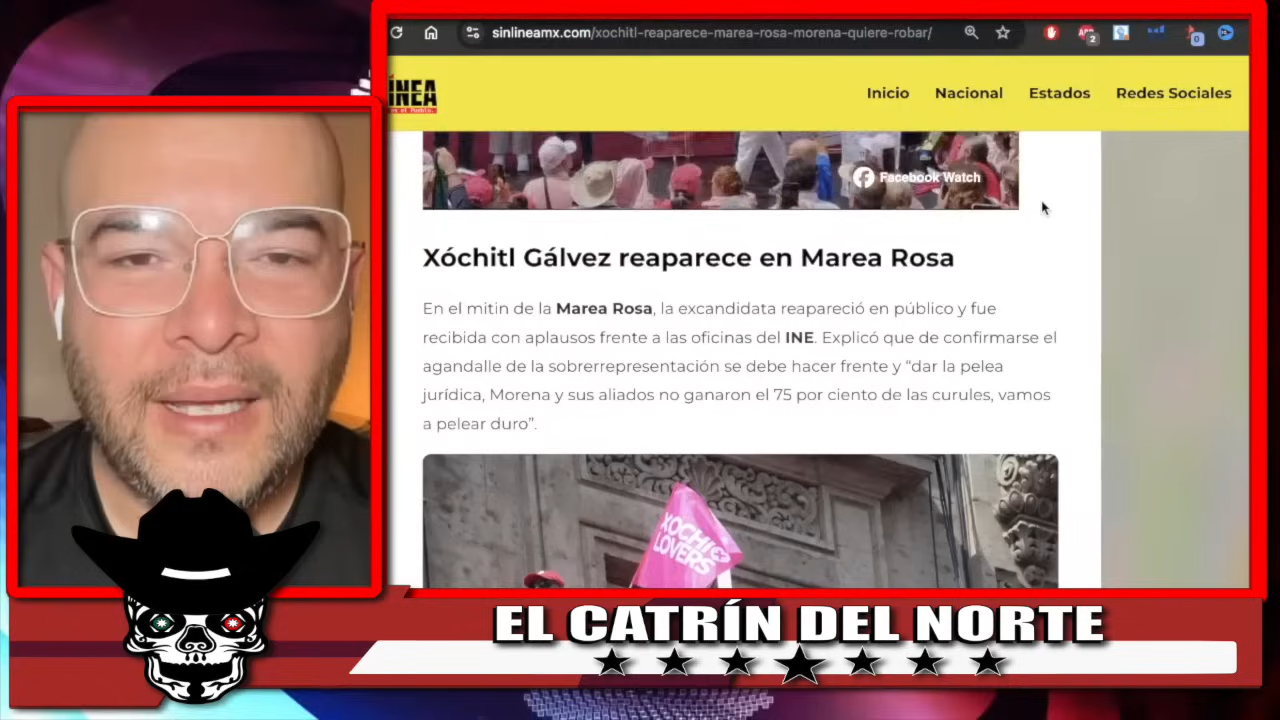 sinlineamx.com/xochitl-reaparece-marea-rosa-morena-quiere-robar/
ÍNEA
Inicio Nacional Estados Redes Sociales
Facebook Watch
Xóchitl Gálvez reaparece en Marea Rosa
En el mitin de la Marea Rosa, la excandidata reapareció en público y fue
recibida con aplausos frente a las oficinas del INE. Explicó que de confirmarse el
agandalle de la sobrerrepresentación se debe hacer frente y “dar la pelea
jurídica, Morena y sus aliados no ganaron el 75 por ciento de las curules, vamos
a pelear duro”.
XOCHI
LOVERS
EL CATRÍN DEL NORTE